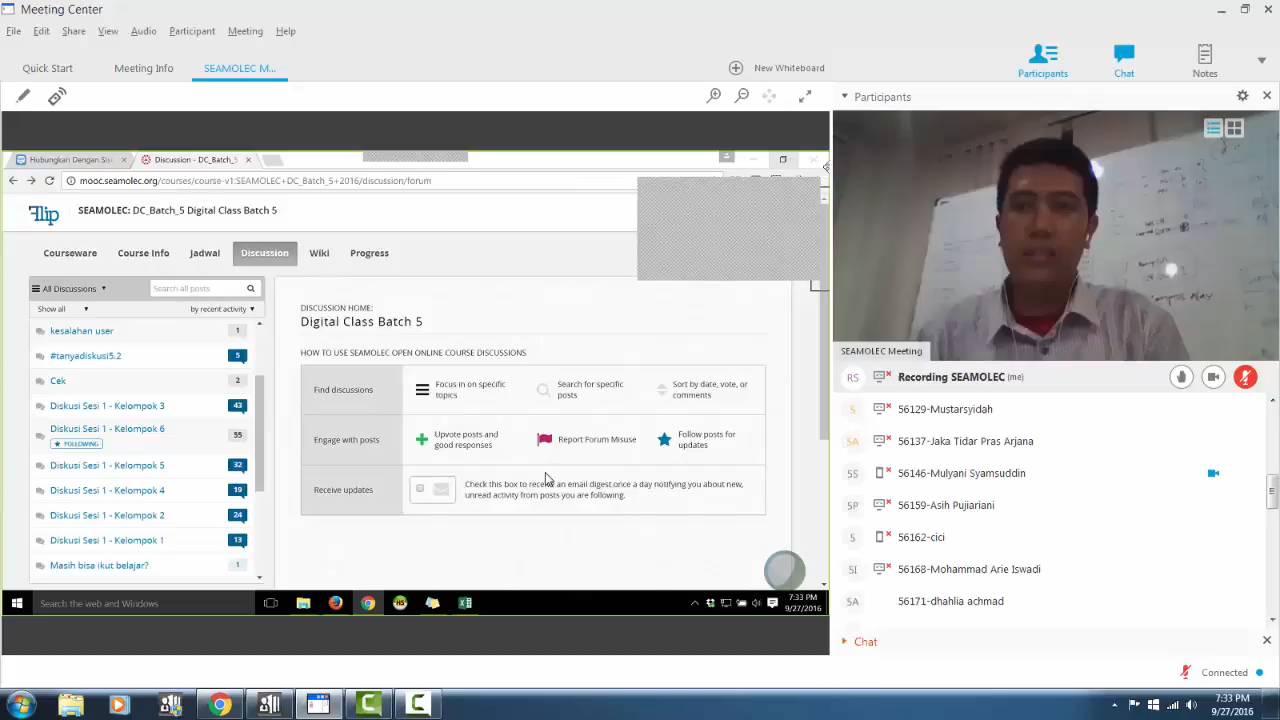 Meeting Center
File Edit Share View Audio Participant Meeting Help
Quick Start Meeting Info SEAMOLEC M... New Whiteboard
Participants Chat Notes
Participants
Hubungkan Dengan Sis
Discussion - DC_Batch_5
mooc.seamolec.org/courses/course-v1:SEAMOLEC+DC_Batch_5+2016/discussion/forum
Flip
SEAMOLEC: DC_Batch_5 Digital Class Batch 5
Courseware Course Info Jadwal Discussion Wiki Progress
All Discussions Search all posts
Show all by recent activity
kesalahan user 1
#tanyadiskusi5.2 5
Cek 2
Diskusi Sesi 1 - Kelompok 3 43
Diskusi Sesi 1 - Kelompok 6 55
FOLLOWING
Diskusi Sesi 1 - Kelompok 5 32
Diskusi Sesi 1 - Kelompok 4 19
Diskusi Sesi 1 - Kelompok 2 24
Diskusi Sesi 1 - Kelompok 1 13
Masih bisa ikut belajar? 1
DISCUSSION HOME:
Digital Class Batch 5
HOW TO USE SEAMOLEC OPEN ONLINE COURSE DISCUSSIONS
Find discussions
Focus in on specific
topics
Search for specific
posts
Sort by date, vote, or
comments
Engage with posts
Upvote posts and
good responses
Report Forum Misuse
Follow posts for
updates
Receive updates
Check this box to receive an email digest once a day notifying you about new,
unread activity from posts you are following.
Search the web and Windows
7:33 PM
9/27/2016
SEAMOLEC Meeting
RS Recording SEAMOLEC (me)
S 56129-Mustarsyidah
5A 56137-Jaka Tidar Pras Arjana
5S 56146-Mulyani Syamsuddin
5P 56159-Asih Pujiariani
5 56162-cici
5I 56168-Mohammad Arie Iswadi
5A 56171-dhahlia achmad
Chat
Connected
7:33 PM
9/27/2016